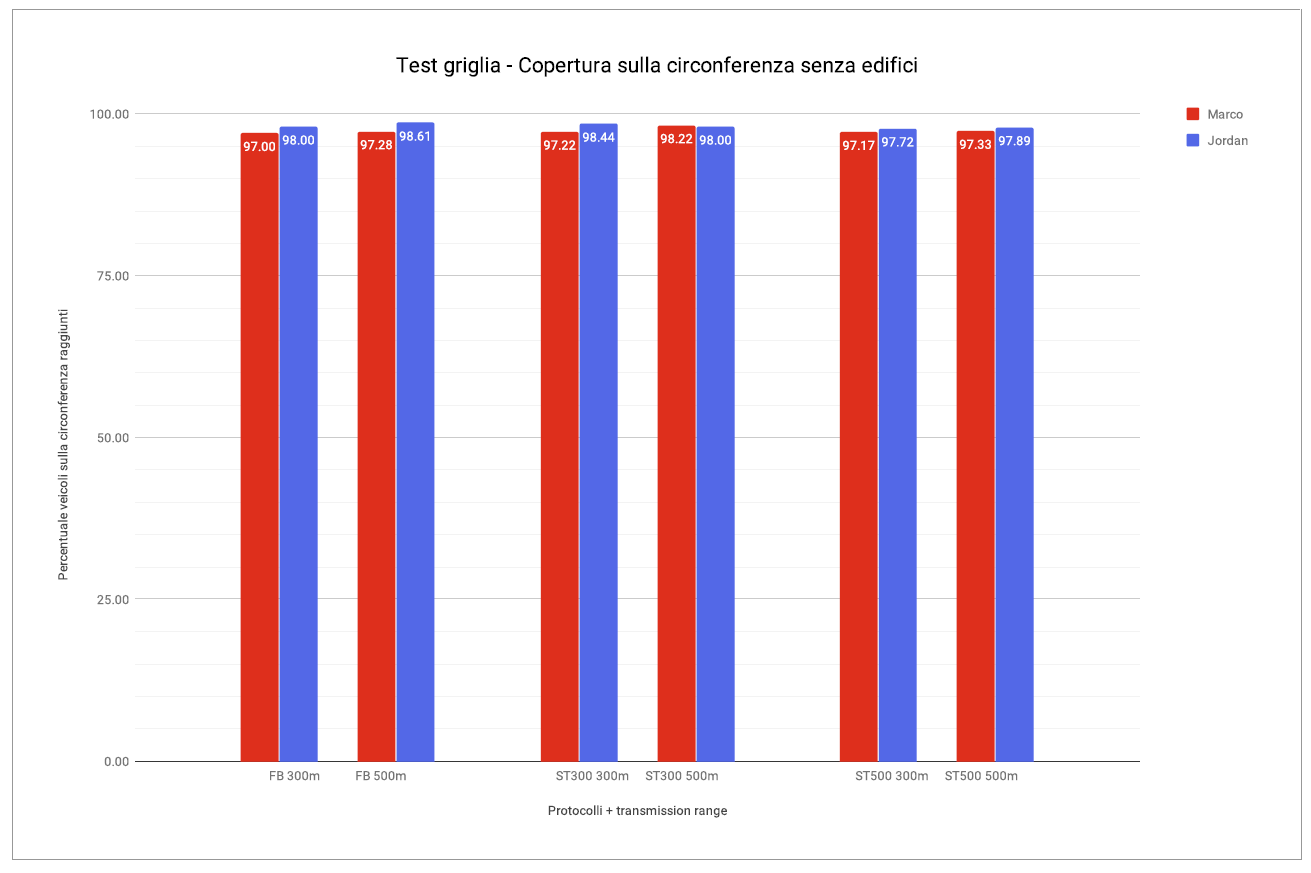 Test griglia - Copertura sulla circonferenza senza edifici
Marco
Jordan
Percentuale veicoli sulla circonferenza raggiunti
100.00
75.00
50.00
25.00
0.00
97.00 98.00 97.28 98.61 97.22 98.44 98.22 98.00 97.17 97.72 97.33 97.89
FB 300m FB 500m ST300 300m ST300 500m ST500 300m ST500 500m
Protocolli + transmission range